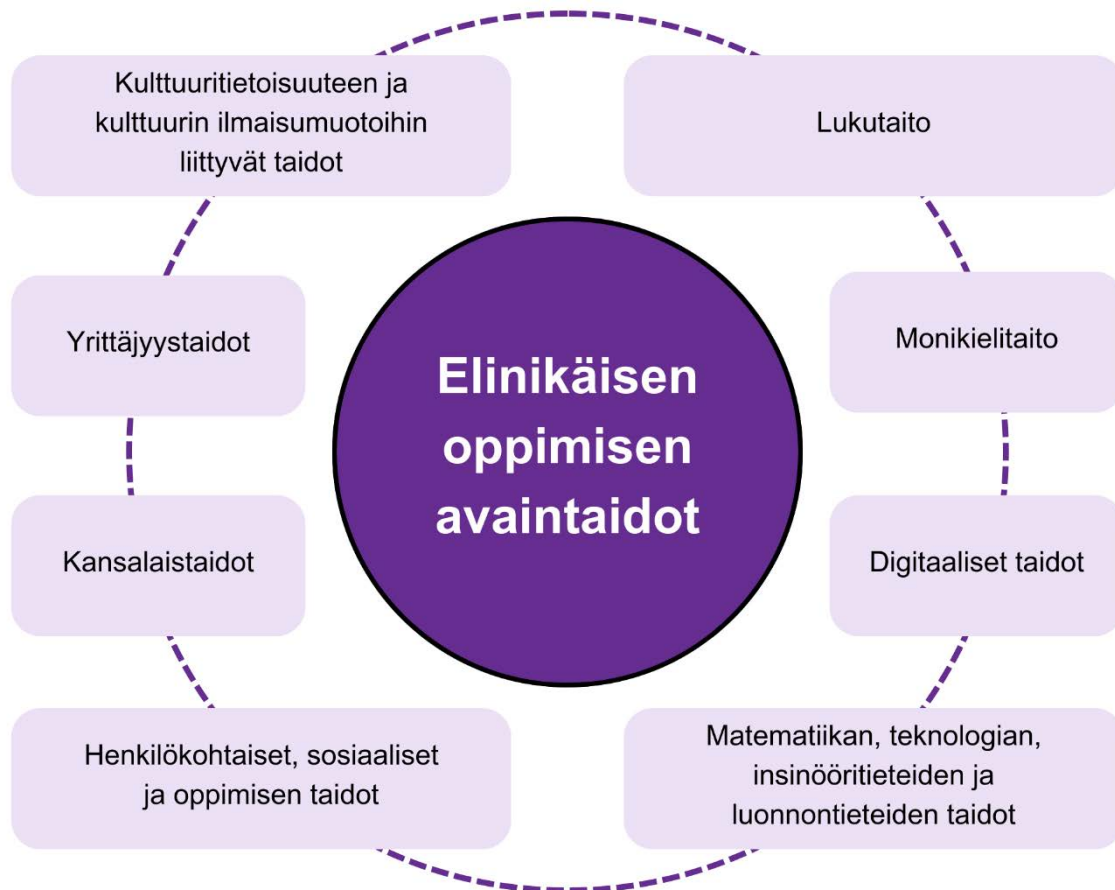 Kulttuuritietoisuuteen ja
kulttuurin ilmaisumuotoihin
liittyvät taidot
Lukutaito
Yrittäjyystaidot
Monikielitaito
Elinikäisen
oppimisen
avaintaidot
Kansalaistaidot
Digitaaliset taidot
Henkilökohtaiset, sosiaaliset
ja oppimisen taidot
Matematiikan, teknologian,
insinööritieteiden ja
luonnontieteiden taidot